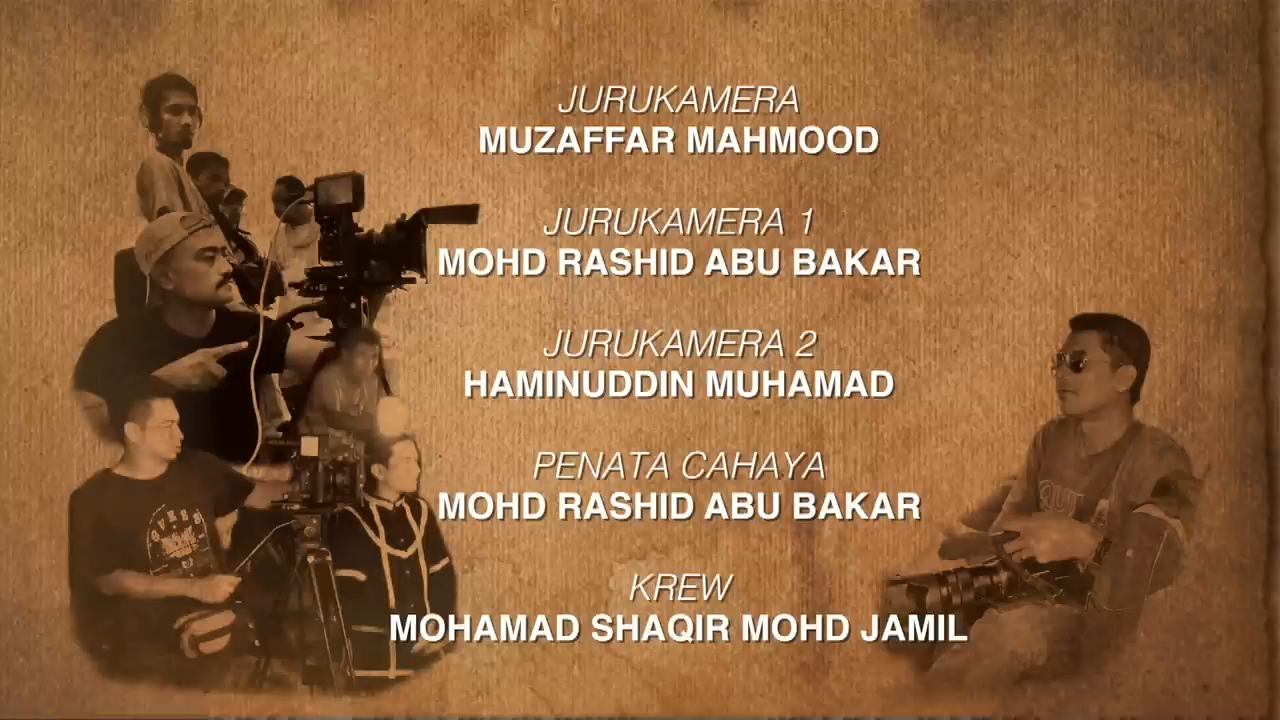 JURUKAMERA
MUZAFFAR MAHMOOD
JURUKAMERA 1
MOHD RASHID ABU BAKAR
JURUKAMERA 2
HAMINUDDIN MUHAMAD
PENATA CAHAYA
MOHD RASHID ABU BAKAR
KREW
MOHAMAD SHAQIR MOHD JAMIL